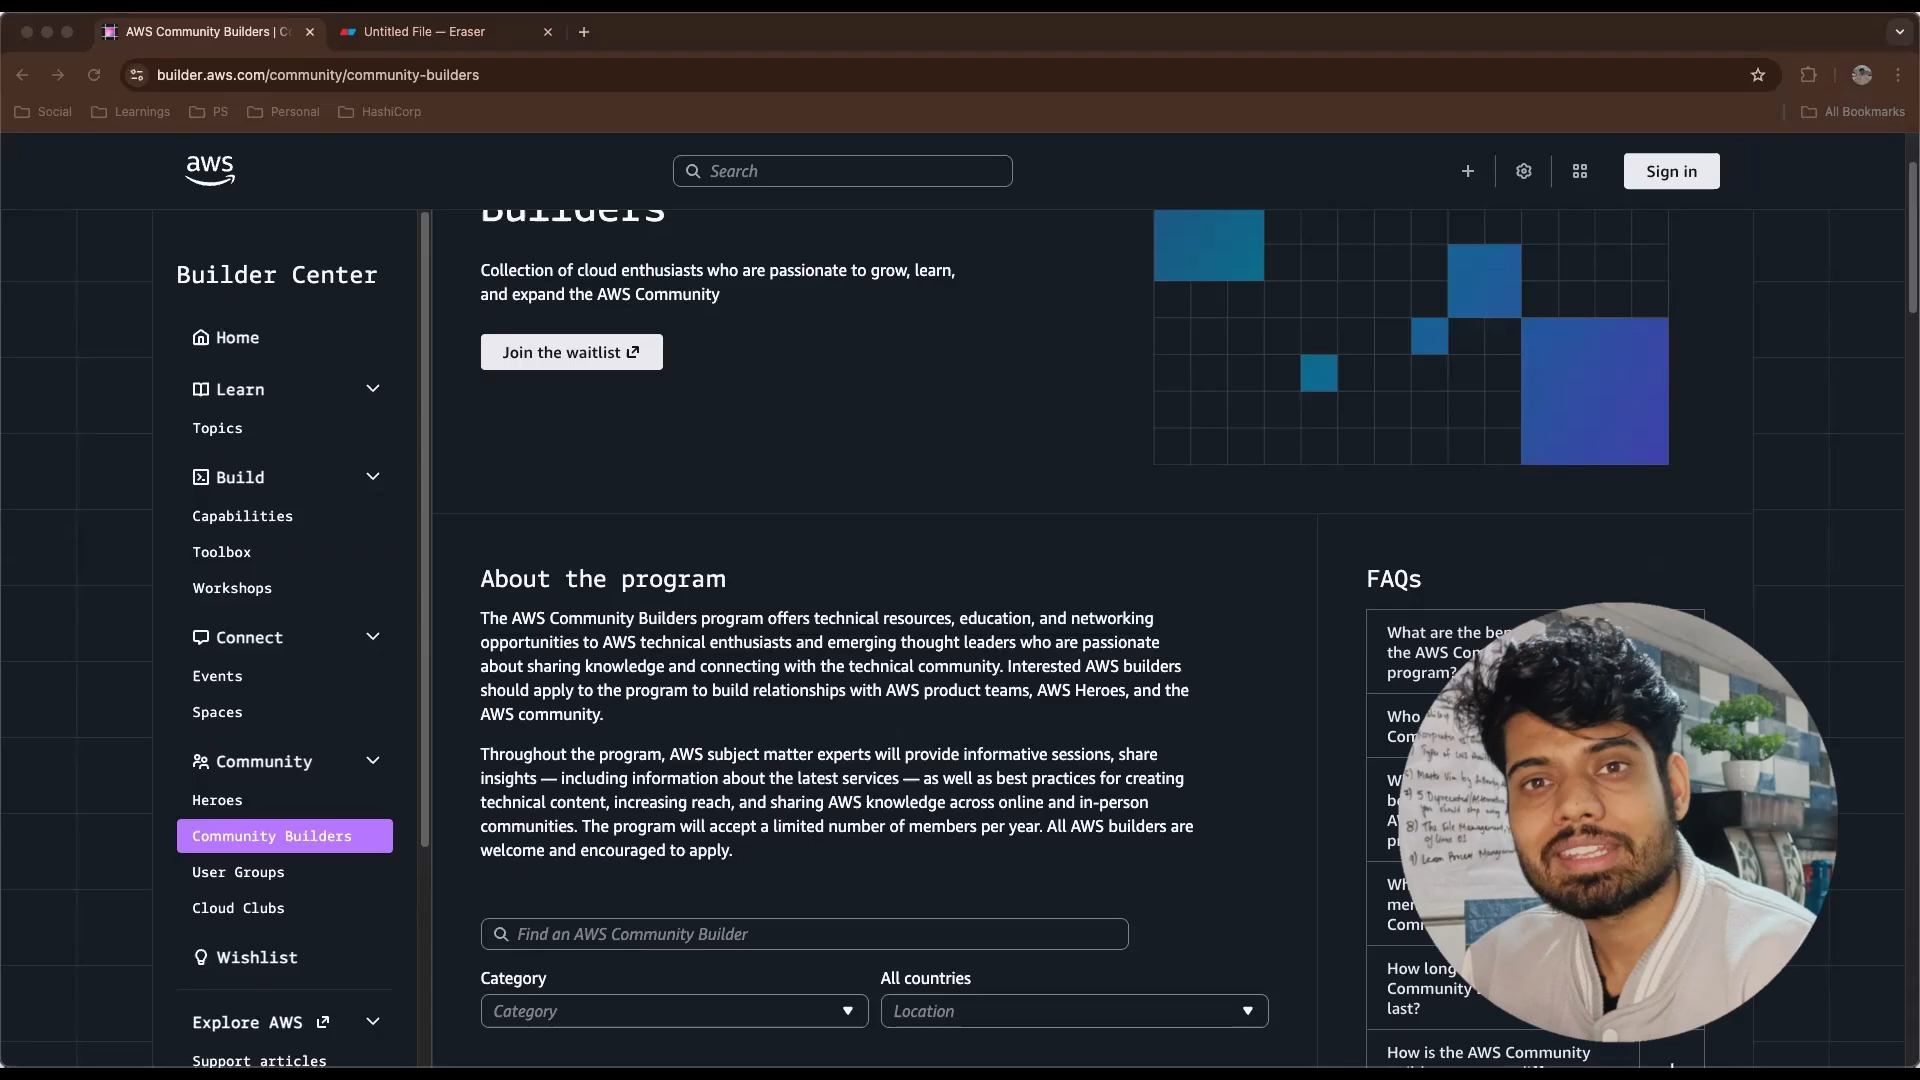 AWS Community Builders | C
Untitled File — Eraser
builder.aws.com/community/community-builders
Social
Learnings
PS
Personal
HashiCorp
All Bookmarks
aws
Search
Sign in
Builder Center
Home
Learn
Topics
Build
Capabilities
Toolbox
Workshops
Connect
Events
Spaces
Community
Heroes
Community Builders
User Groups
Cloud Clubs
Wishlist
Explore AWS
Support articles
Builders
Collection of cloud enthusiasts who are passionate to grow, learn,
and expand the AWS Community
Join the waitlist
About the program
The AWS Community Builders program offers technical resources, education, and networking
opportunities to AWS technical enthusiasts and emerging thought leaders who are passionate
about sharing knowledge and connecting with the technical community. Interested AWS builders
should apply to the program to build relationships with AWS product teams, AWS Heroes, and the
AWS community.
Throughout the program, AWS subject matter experts will provide informative sessions, share
insights — including information about the latest services — as well as best practices for creating
technical content, increasing reach, and sharing AWS knowledge across online and in-person
communities. The program will accept a limited number of members per year. All AWS builders are
welcome and encouraged to apply.
Find an AWS Community Builder
Category
Category
All countries
Location
FAQs
What are the
the AWS
program?
Who
How long
Community
last?
How is the AWS Community